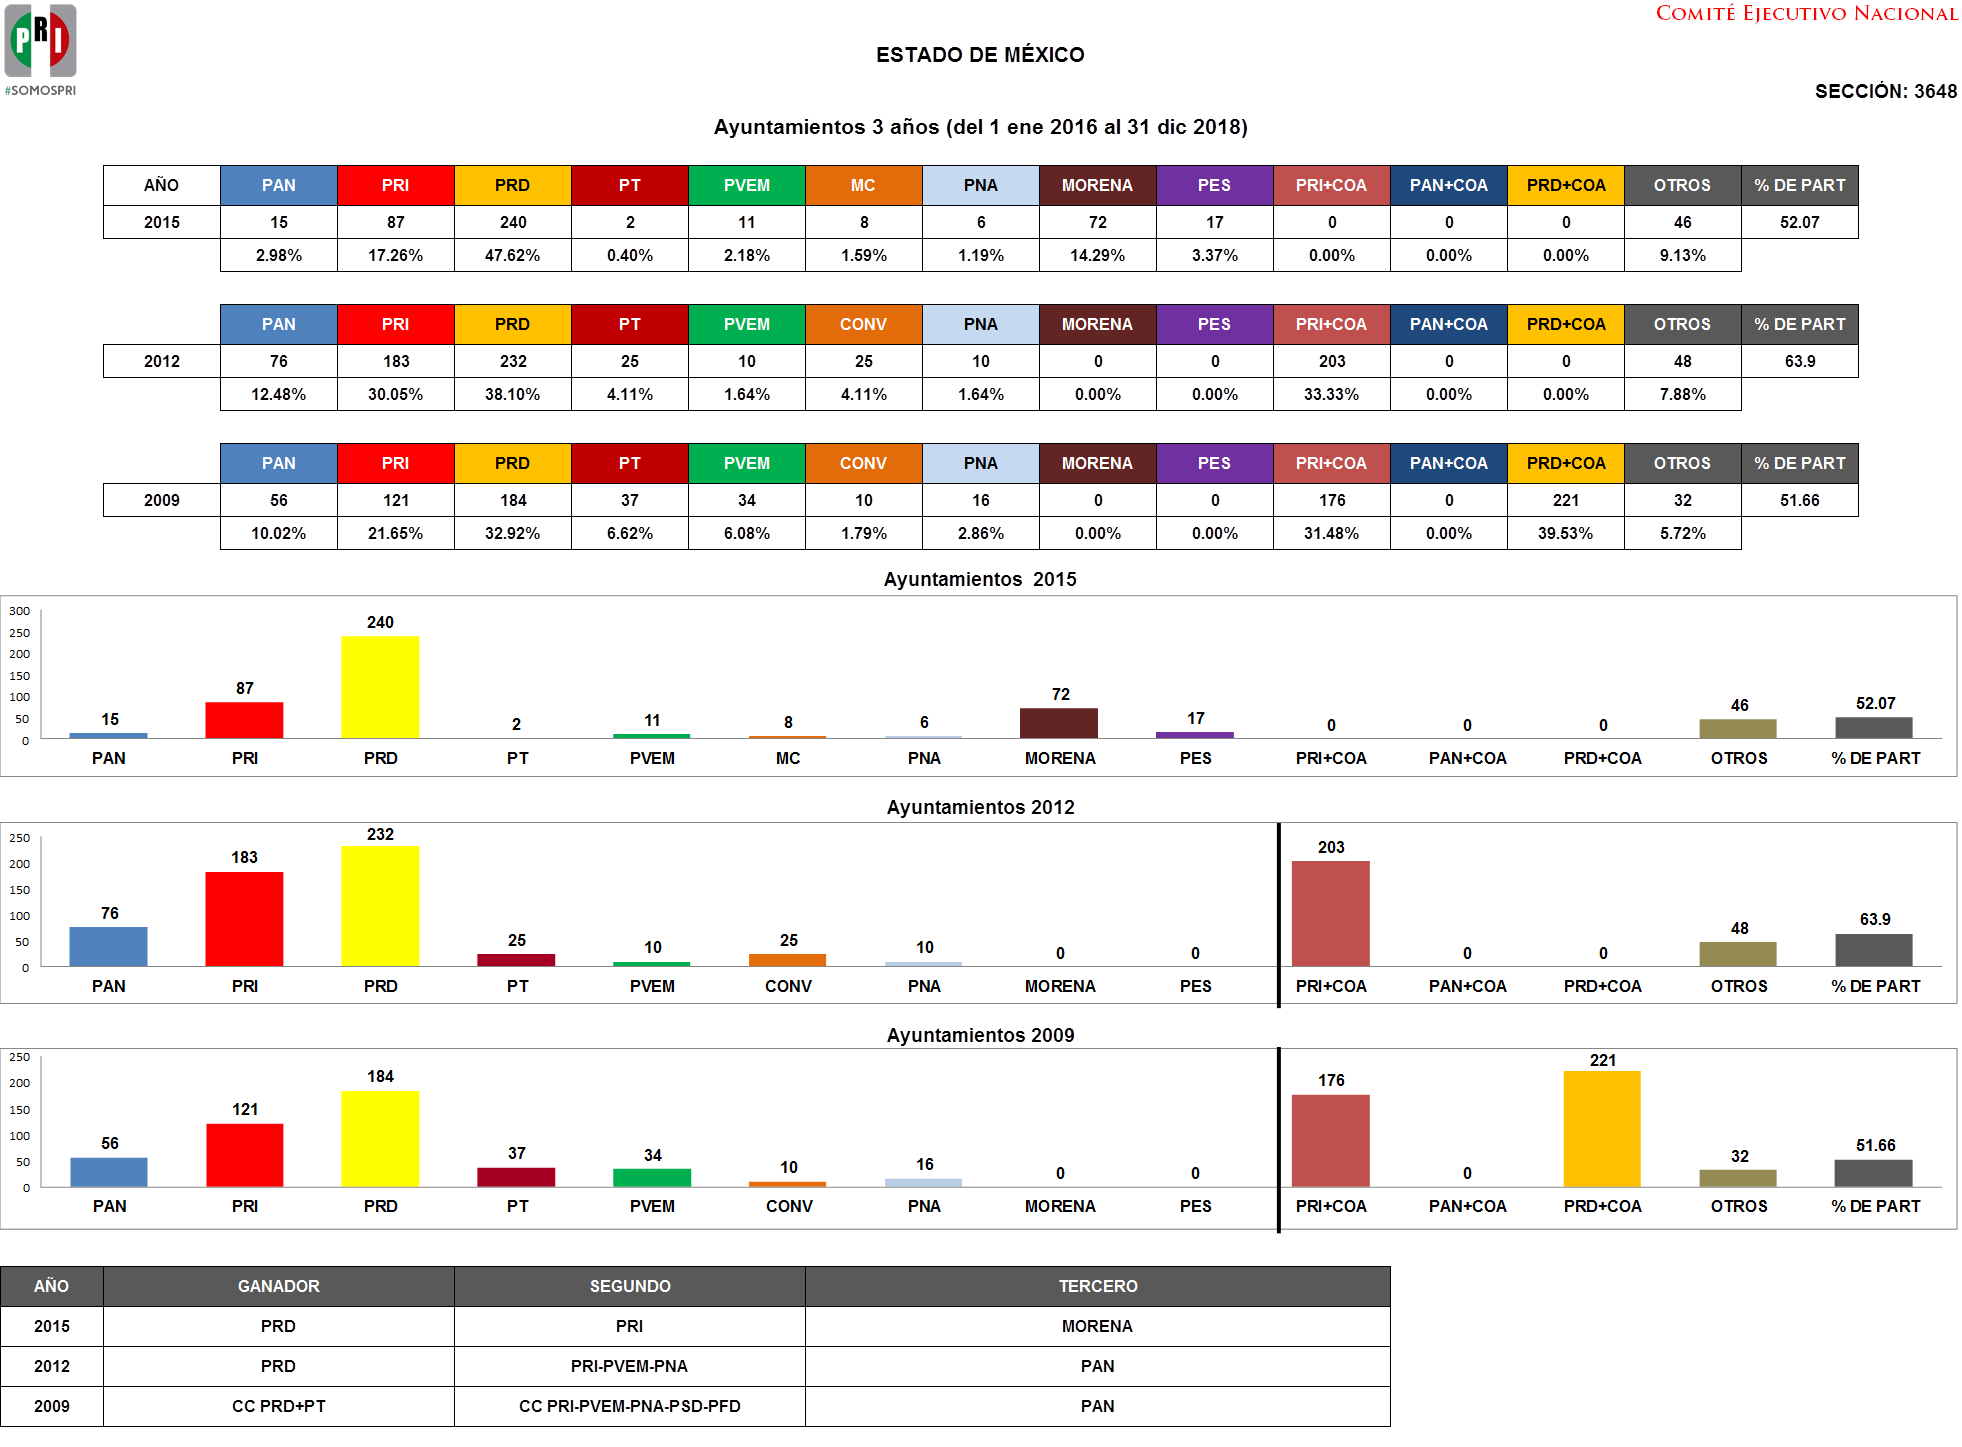 PRI
#SOMOSPRI
COMITÉ EJECUTIVO NACIONAL
ESTADO DE MÉXICO
SECCIÓN: 3648
Ayuntamientos 3 años (del 1 ene 2016 al 31 dic 2018)
AÑO PAN PRI PRD PT PVEM MC PNA MORENA PES PRI+COA PAN+COA PRD+COA OTROS % DE PART
2015 15 87 240 2 11 8 6 72 17 0 0 0 46 52.07
2.98% 17.26% 47.62% 0.40% 2.18% 1.59% 1.19% 14.29% 3.37% 0.00% 0.00% 0.00% 9.13%
PAN PRI PRD PT PVEM CONV PNA MORENA PES PRI+COA PAN+COA PRD+COA OTROS % DE PART
2012 76 183 232 25 10 25 10 0 0 203 0 0 48 63.9
12.48% 30.05% 38.10% 4.11% 1.64% 4.11% 1.64% 0.00% 0.00% 33.33% 0.00% 0.00% 7.88%
PAN PRI PRD PT PVEM CONV PNA MORENA PES PRI+COA PAN+COA PRD+COA OTROS % DE PART
2009 56 121 184 37 34 10 16 0 0 176 0 221 32 51.66
10.02% 21.65% 32.92% 6.62% 6.08% 1.79% 2.86% 0.00% 0.00% 31.48% 0.00% 39.53% 5.72%
Ayuntamientos 2015
300
250
200
150
100
50
0
15 87 240 2 11 8 6 72 17 0 0 0 46 52.07
PAN PRI PRD PT PVEM MC PNA MORENA PES PRI+COA PAN+COA PRD+COA OTROS % DE PART
Ayuntamientos 2012
250
200
150
100
50
0
76 183 232 25 10 25 10 0 0 203 0 0 48 63.9
PAN PRI PRD PT PVEM CONV PNA MORENA PES PRI+COA PAN+COA PRD+COA OTROS % DE PART
Ayuntamientos 2009
250
200
150
100
50
0
56 121 184 37 34 10 16 0 0 176 0 221 32 51.66
PAN PRI PRD PT PVEM CONV PNA MORENA PES PRI+COA PAN+COA PRD+COA OTROS % DE PART
AÑO GANADOR SEGUNDO TERCERO
2015 PRD PRI MORENA
2012 PRD PRI-PVEM-PNA PAN
2009 CC PRD+PT CC PRI-PVEM-PNA-PSD-PFD PAN